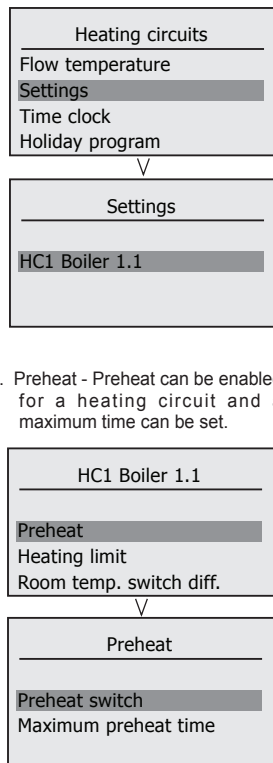 Heating circuits
Flow temperature
Settings
Time clock
Holiday program
Settings
HC1 Boiler 1.1
. Preheat - Preheat can be enabled
for a heating circuit and a
maximum time can be set.
HC1 Boiler 1.1
Preheat
Heating limit
Room temp. switch diff.
Preheat
Preheat switch
Maximum preheat time